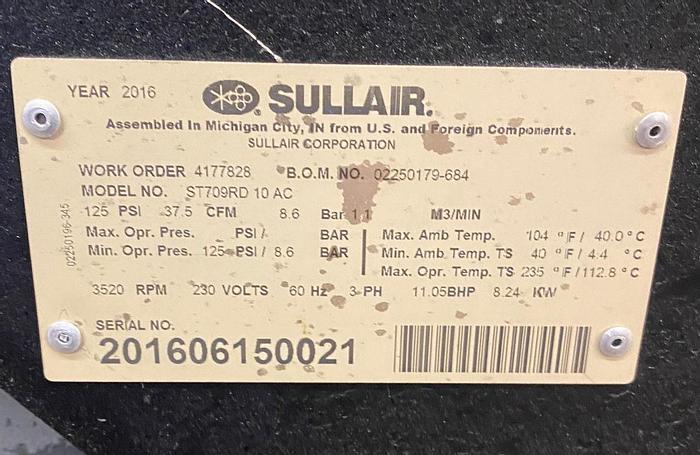 YEAR 2016
SULLAIR.
Assembled In Michigan City, IN from U.S. and Foreign Components.
SULLAIR CORPORATION
WORK ORDER 4177828 B.O.M. NO. 02250179-684
MODEL NO. ST709RD 10 AC
125 PSI 37.5 CFM 8.6 Bar 1.1 M3/MIN
Max. Opr. Pres. PSI / BAR
Min. Opr. Pres. 125 PSI / 8.6 BAR
Max. Amb Temp. 104 °F / 40.0 °C
Min. Amb Temp. TS 40 °F / 4.4 °C
Max. Opr. Temp. TS 235 °F / 112.8 °C
3520 RPM 230 VOLTS 60 Hz 3 PH 11.05BHP 8.24 KW
SERIAL NO.
201606150021
02250196-345